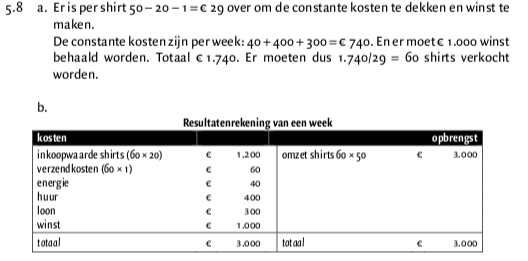 5.8 a. Er is per shirt 50 – 20 – 1 = € 29 over om de constante kosten te dekken en winst te
maken.
De constante kosten zijn per week: 40 + 400 + 300 = € 740. En er moet € 1.000 winst
behaald worden. Totaal € 1.740. Er moeten dus 1.740/29 = 60 shirts verkocht
worden.
b.
Resultatenrekening van een week
kosten opbrengst
inkoopwaarde shirts (60 × 20) € 1.200 omzet shirts 60 × 50 € 3.000
verzendkosten (60 × 1) € 60
energie € 40
huur € 400
loon € 300
winst € 1.000
totaal € 3.000 totaal € 3.000